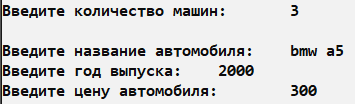 Введите количество машин: 3
Введите название автомобиля: bmw a5
Введите год выпуска: 2000
Введите цену автомобиля: 300